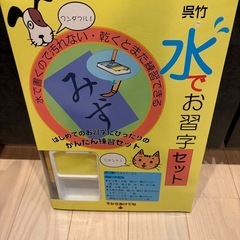 呉竹
水でお習字
セット
ワンダフル！
水で書くので汚れない・乾くとまた練習できる
みず
はじめてのお習字にぴったりの
かんたん練習セット